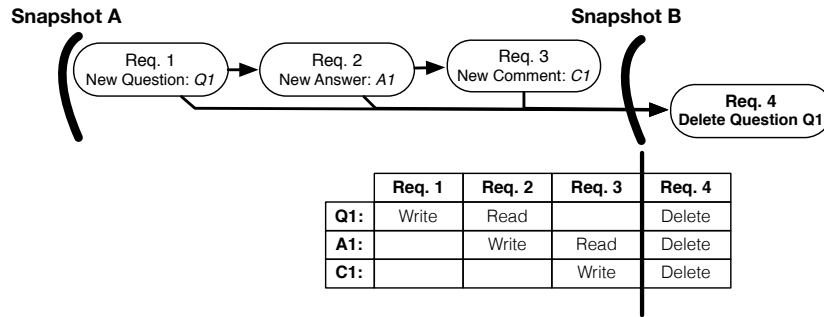 Snapshot A
Snapshot B
Req. 1
New Question: Q1
Req. 2
New Answer: A1
Req. 3
New Comment: C1
Req. 4
Delete Question Q1
Req. 1 Req. 2 Req. 3 Req. 4
Q1: Write Read Delete
A1: Write Read Delete
C1: Write Delete